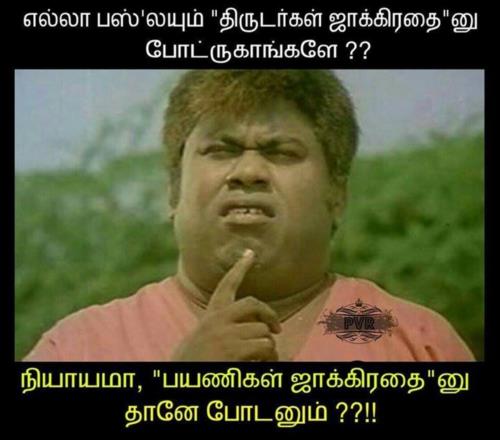 எல்லா பஸ்'லயும் "திருடர்கள் ஜாக்கிரதை"னு
போட்ருகாங்களே ??
PVR
நியாயமா, "பயணிகள் ஜாக்கிரதை"னு
தானே போடனும் ??!!